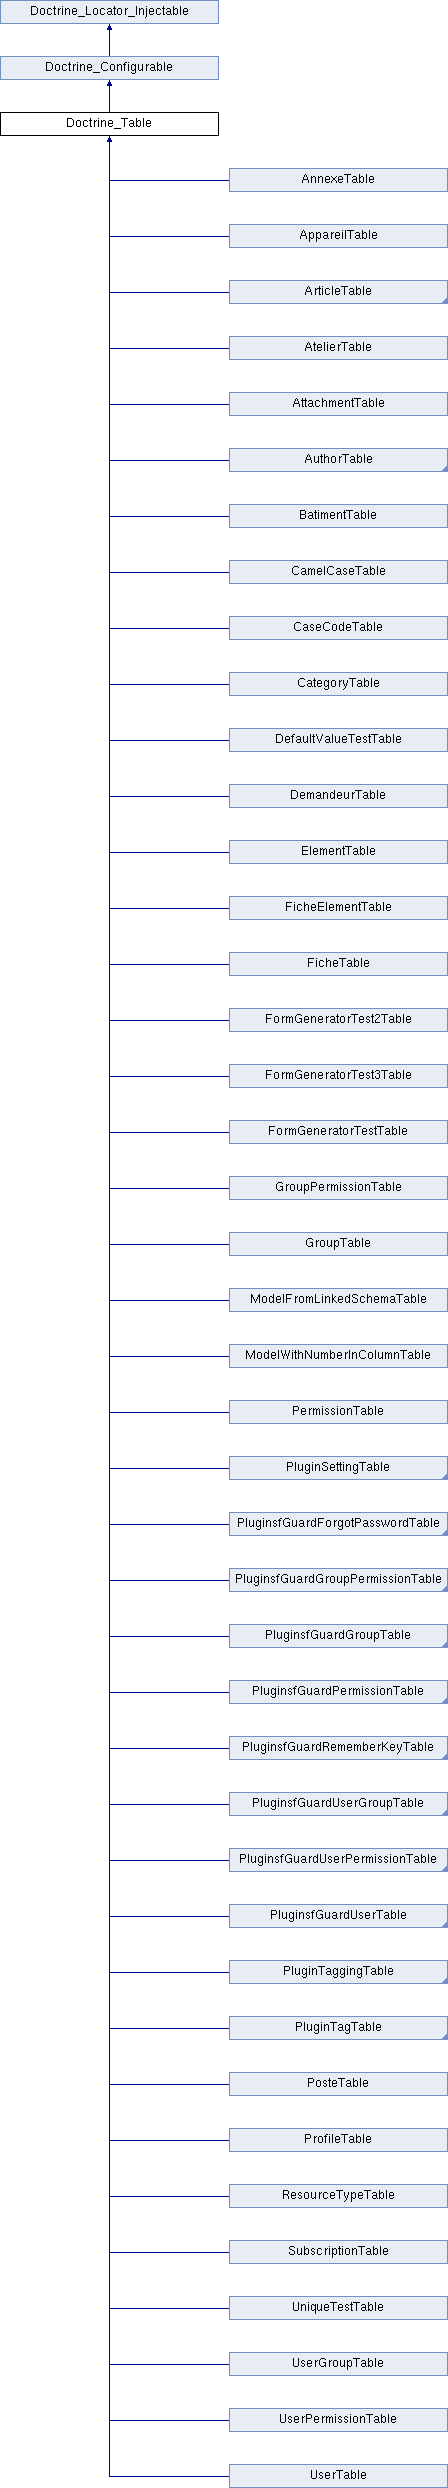 Doctrine_Locator_Injectable
Doctrine_Configurable
Doctrine_Table
AnnexeTable
AppareilTable
ArticleTable
AtelierTable
AttachmentTable
AuthorTable
BatimentTable
CamelCaseTable
CaseCodeTable
CategoryTable
DefaultValueTestTable
DemandeurTable
ElementTable
FicheElementTable
FicheTable
FormGeneratorTest2Table
FormGeneratorTest3Table
FormGeneratorTestTable
GroupPermissionTable
GroupTable
ModelFromLinkedSchemaTable
ModelWithNumberInColumnTable
PermissionTable
PluginSettingTable
PluginsfGuardForgotPasswordTable
PluginsfGuardGroupPermissionTable
PluginsfGuardGroupTable
PluginsfGuardPermissionTable
PluginsfGuardRememberKeyTable
PluginsfGuardUserGroupTable
PluginsfGuardUserPermissionTable
PluginsfGuardUserTable
PluginTaggingTable
PluginTagTable
PosteTable
ProfileTable
ResourceTypeTable
SubscriptionTable
UniqueTestTable
UserGroupTable
UserPermissionTable
UserTable